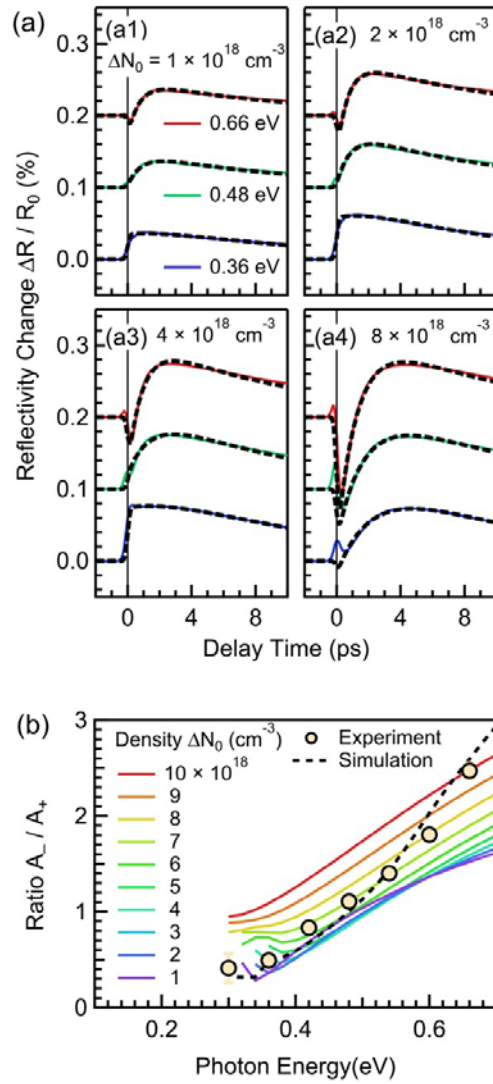 (a)
(a1)
ΔN₀ = 1 × 10¹⁸ cm⁻³
(a2) 2 × 10¹⁸ cm⁻³
0.3
0.2
0.1
0.0
0.66 eV
0.48 eV
0.36 eV
(a3) 4 × 10¹⁸ cm⁻³
(a4) 8 × 10¹⁸ cm⁻³
0.3
0.2
0.1
0.0
Reflectivity Change ΔR / R₀ (%)
0 4 8 0 4 8
Delay Time (ps)
(b)
3
2
1
0
Ratio A₋ / A₊
Density ΔN₀ (cm⁻³)
10 × 10¹⁸
9
8
7
6
5
4
3
2
1
Experiment
Simulation
0.2 0.4 0.6
Photon Energy(eV)